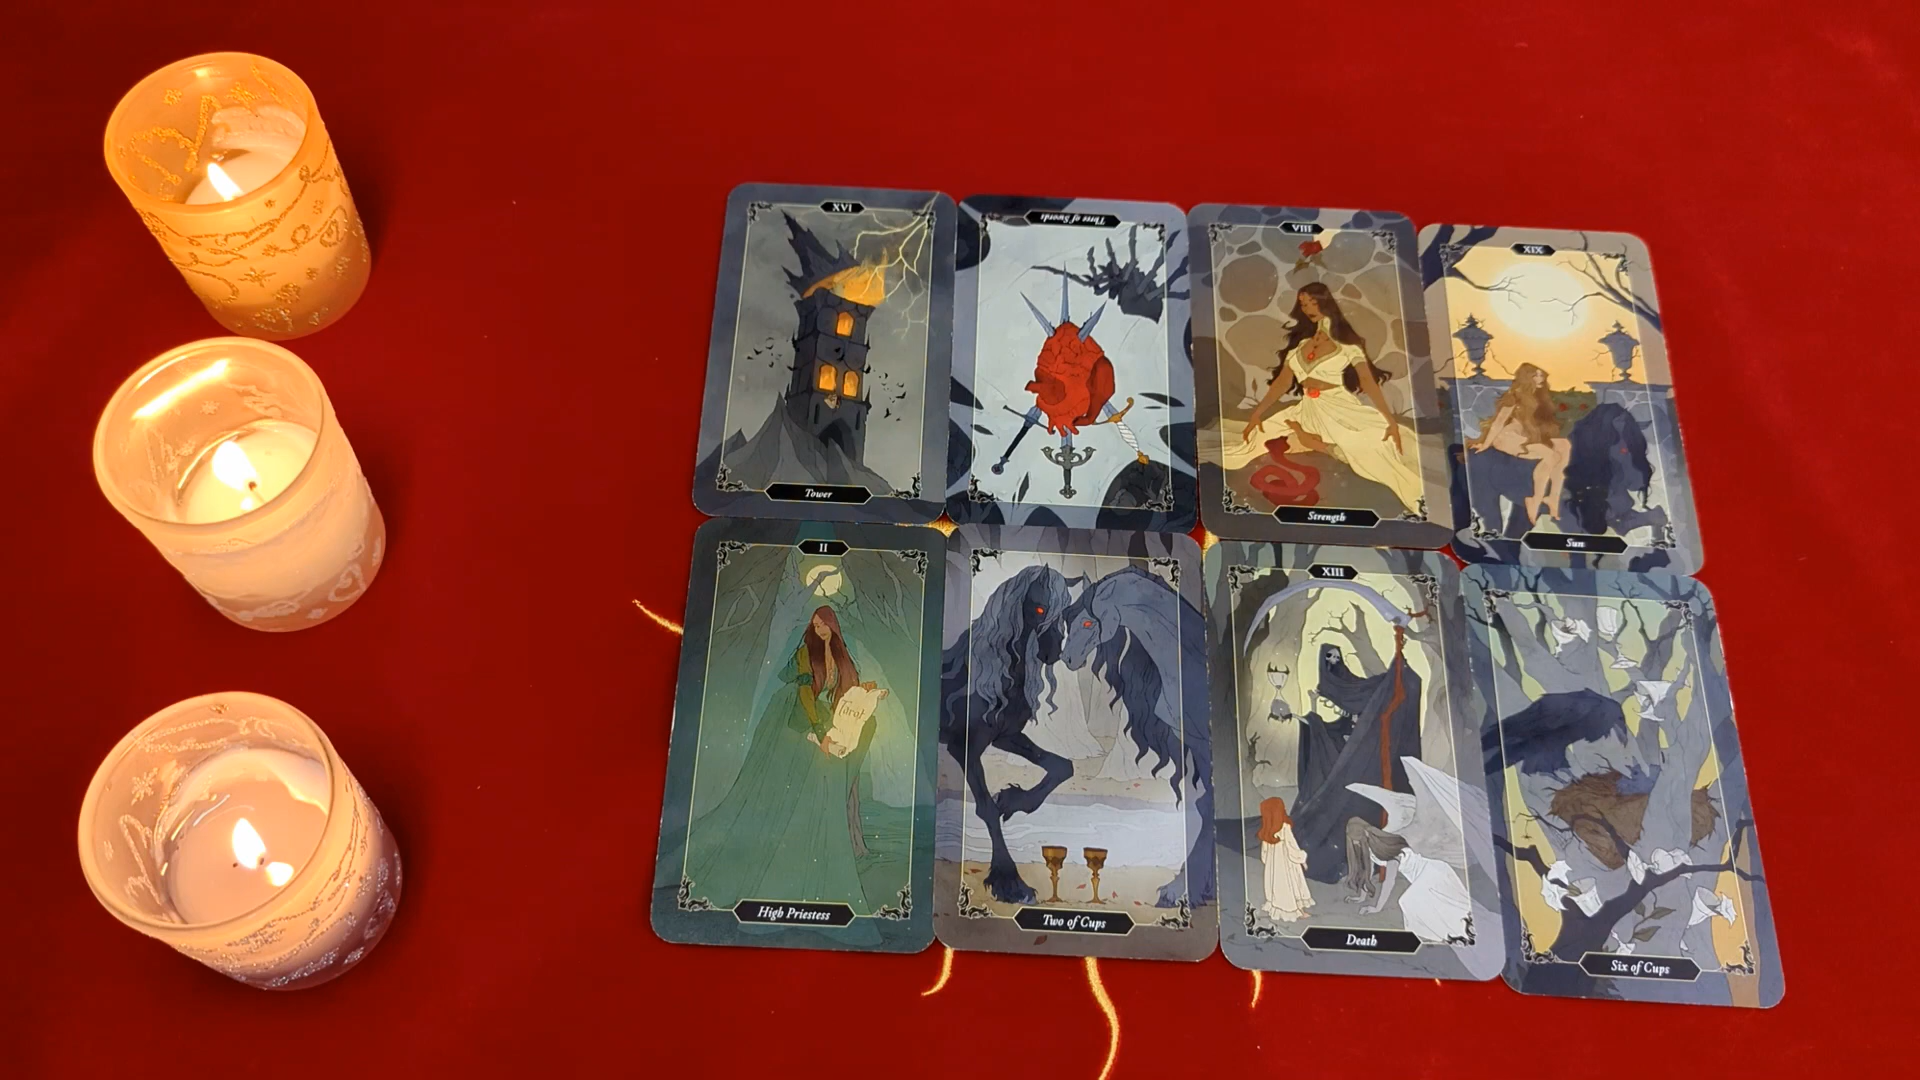 XVI
Three of Swords
VIII
XIX
Tower
Strength
Sun
II
XIII
Tarot
High Priestess
Two of Cups
Death
Six of Cups